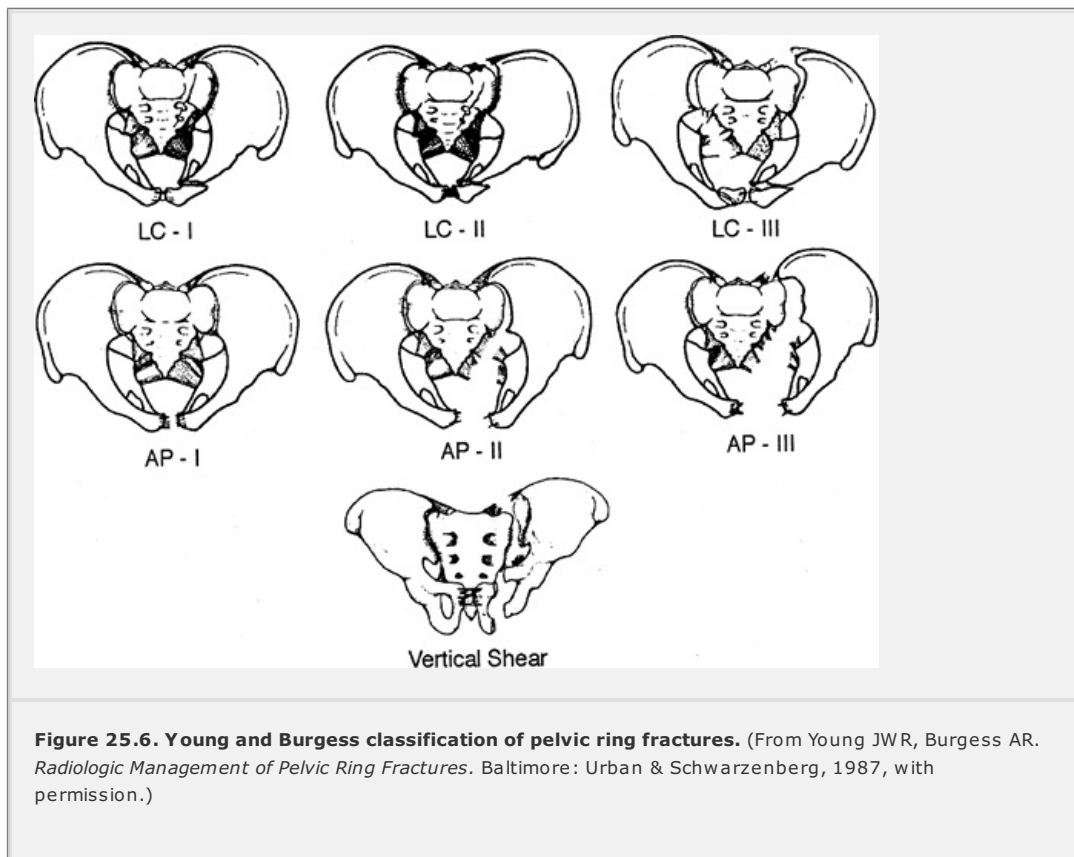 LC - I
LC - II
LC - III
AP - I
AP - II
AP - III
Vertical Shear
Figure 25.6. Young and Burgess classification of pelvic ring fractures. (From Young JWR, Burgess AR.
Radiologic Management of Pelvic Ring Fractures. Baltimore: Urban & Schwarzenberg, 1987, with
permission.)